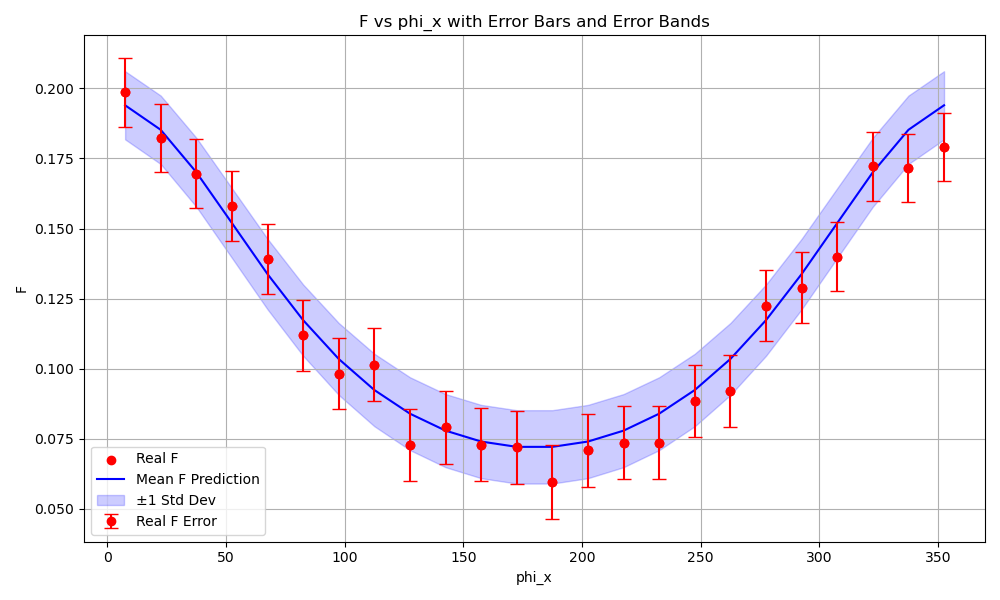 F vs phi_x with Error Bars and Error Bands
F
0.200
0.175
0.150
0.125
0.100
0.075
0.050
Real F
Mean F Prediction
±1 Std Dev
Real F Error
0 50 100 150 200 250 300 350
phi_x